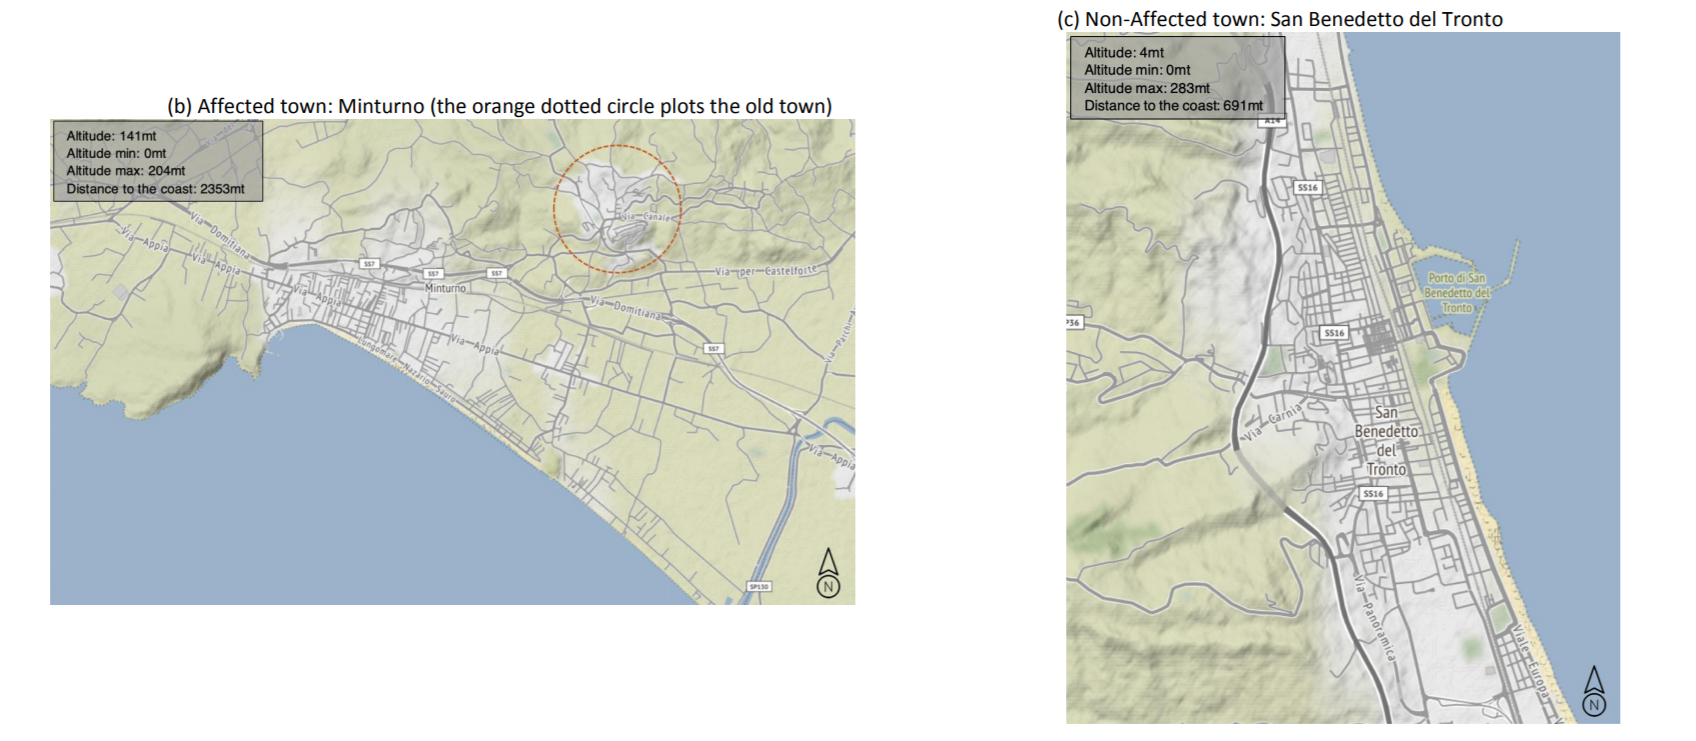 (b) Affected town: Minturno (the orange dotted circle plots the old town)
Altitude: 141mt
Altitude min: 0mt
Altitude max: 204mt
Distance to the coast: 2353mt
Via Domitiana
Via Appia
Via Appia
SS7
SS7
SS7
Minturno
Via Appia
Via Canale
Via per Castelforte
Via Domitiana
SS7
Via Appia
Lungomare Nazario Sauro
Via Appia
SP130
N
(c) Non-Affected town: San Benedetto del Tronto
Altitude: 4mt
Altitude min: 0mt
Altitude max: 283mt
Distance to the coast: 691mt
A14
SS16
Porto di San
Benedetto del
Tronto
P36
SS16
Via Carnia
San
Benedetto
del
Tronto
SS16
Via Panoramica
Viale Europa
N